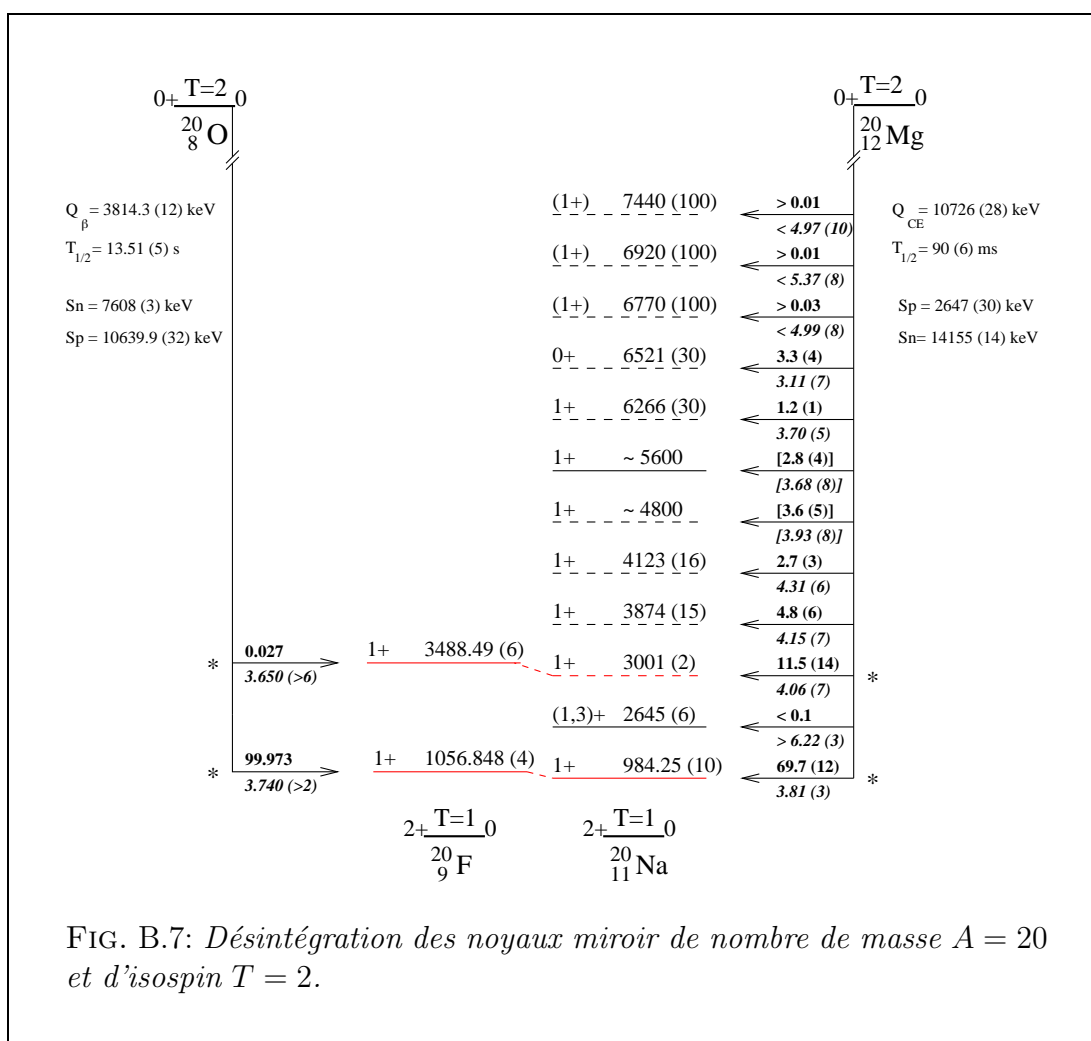 0+ T=2 0
20 8 O
0+ T=2 0
20 12 Mg
Q β = 3814.3 (12) keV
T 1/2 = 13.51 (5) s
Sn = 7608 (3) keV
Sp = 10639.9 (32) keV
Q CE = 10726 (28) keV
T 1/2 = 90 (6) ms
Sp = 2647 (30) keV
Sn= 14155 (14) keV
(1+) 7440 (100) > 0.01
< 4.97 (10)
(1+) 6920 (100) > 0.01
< 5.37 (8)
(1+) 6770 (100) > 0.03
< 4.99 (8)
0+ 6521 (30) 3.3 (4)
3.11 (7)
1+ 6266 (30) 1.2 (1)
3.70 (5)
1+ ~ 5600 [2.8 (4)]
[3.68 (8)]
1+ ~ 4800 [3.6 (5)]
[3.93 (8)]
1+ 4123 (16) 2.7 (3)
4.31 (6)
1+ 3874 (15) 4.8 (6)
4.15 (7)
* 0.027 1+ 3488.49 (6) 1+ 3001 (2) 11.5 (14) *
3.650 (>6) 4.06 (7)
(1,3)+ 2645 (6) < 0.1
> 6.22 (3)
* 99.973 1+ 1056.848 (4) 1+ 984.25 (10) 69.7 (12) *
3.740 (>2) 3.81 (3)
2+ T=1 0 2+ T=1 0
20 9 F 20 11 Na
FIG. B.7: Désintégration des noyaux miroir de nombre de masse A = 20
et d'isospin T = 2.